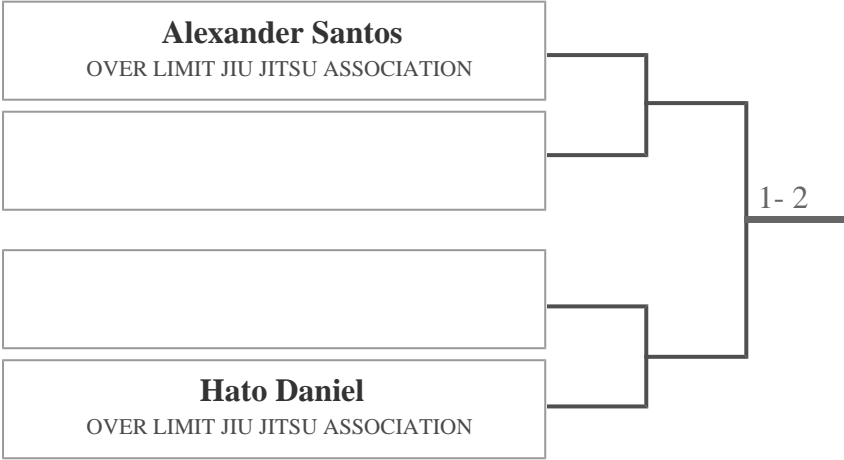 Alexander Santos
OVER LIMIT JIU JITSU ASSOCIATION
1- 2
Hato Daniel
OVER LIMIT JIU JITSU ASSOCIATION